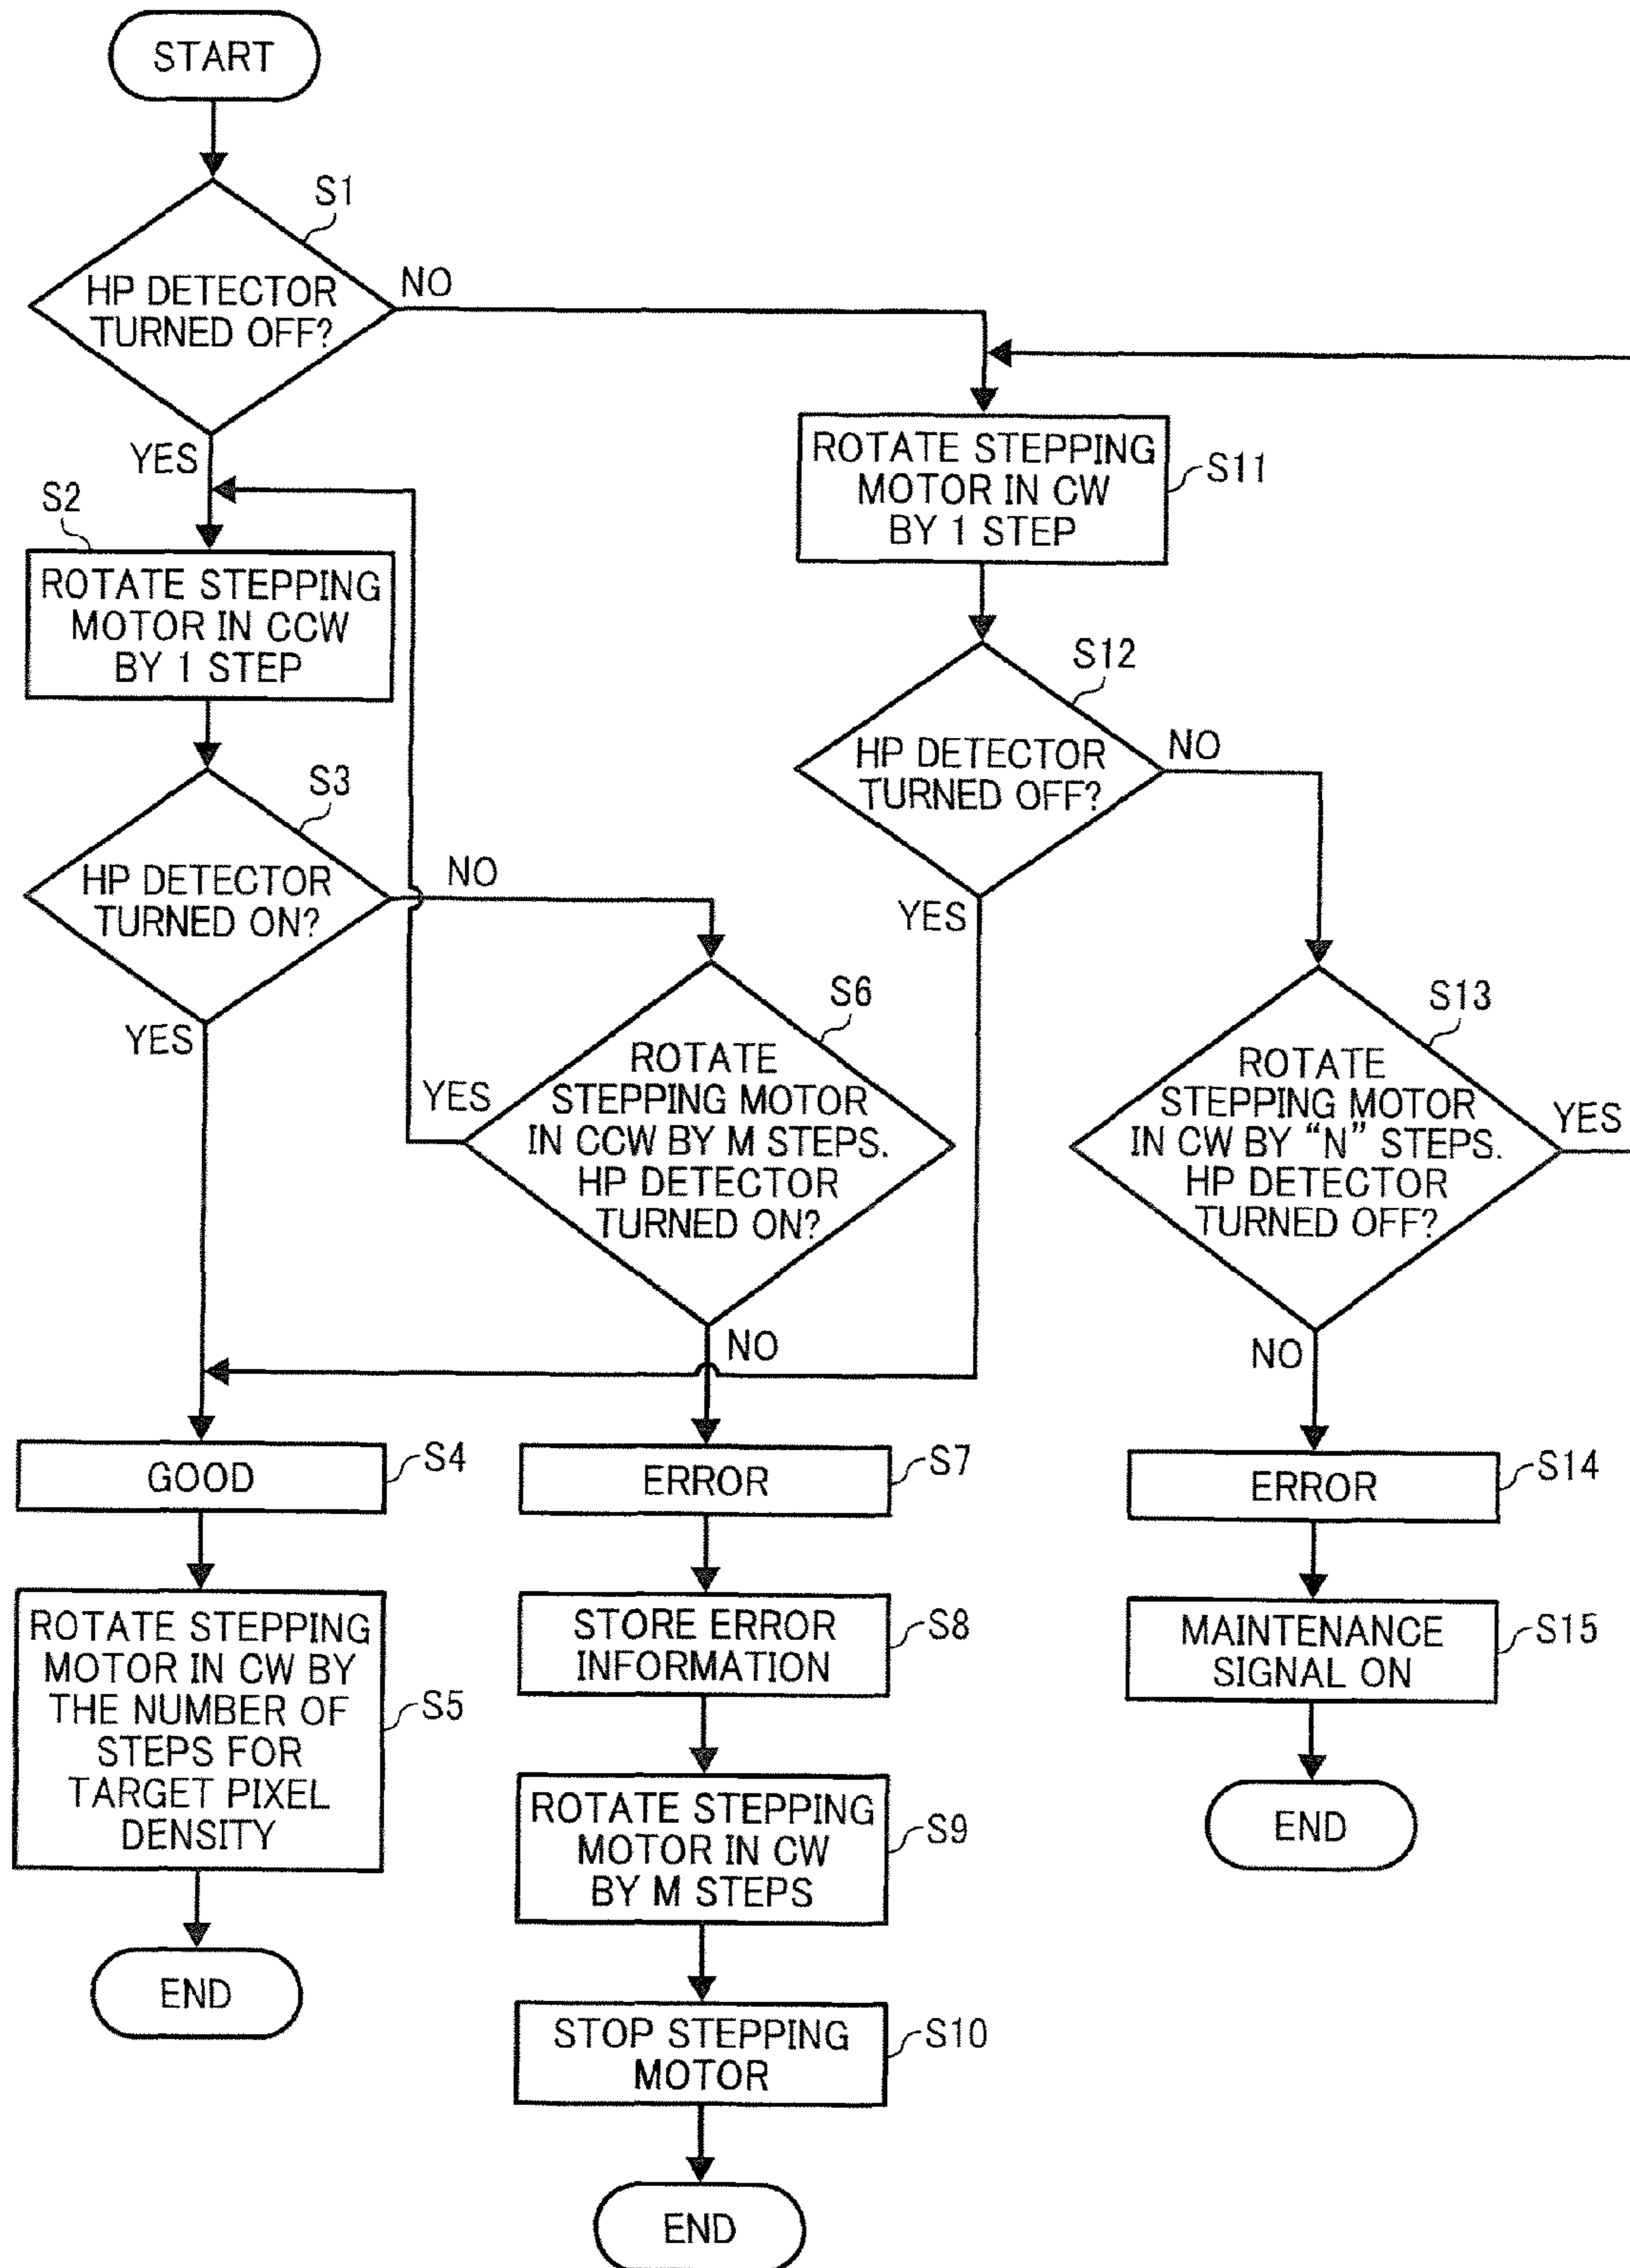 START
S1
HP DETECTOR
TURNED OFF?
NO
YES
S2
ROTATE STEPPING
MOTOR IN CCW
BY 1 STEP
S3
HP DETECTOR
TURNED ON?
NO
YES
S6
ROTATE
STEPPING MOTOR
IN CCW BY M STEPS.
HP DETECTOR
TURNED ON?
YES
NO
S4
GOOD
S5
ROTATE STEPPING
MOTOR IN CW BY
THE NUMBER OF
STEPS FOR
TARGET PIXEL
DENSITY
END
S7
ERROR
S8
STORE ERROR
INFORMATION
S9
ROTATE STEPPING
MOTOR IN CW
BY M STEPS
S10
STOP STEPPING
MOTOR
END
S11
ROTATE STEPPING
MOTOR IN CW
BY 1 STEP
S12
HP DETECTOR
TURNED OFF?
NO
YES
S13
ROTATE
STEPPING MOTOR
IN CW BY “N” STEPS.
HP DETECTOR
TURNED OFF?
YES
NO
S14
ERROR
S15
MAINTENANCE
SIGNAL ON
END